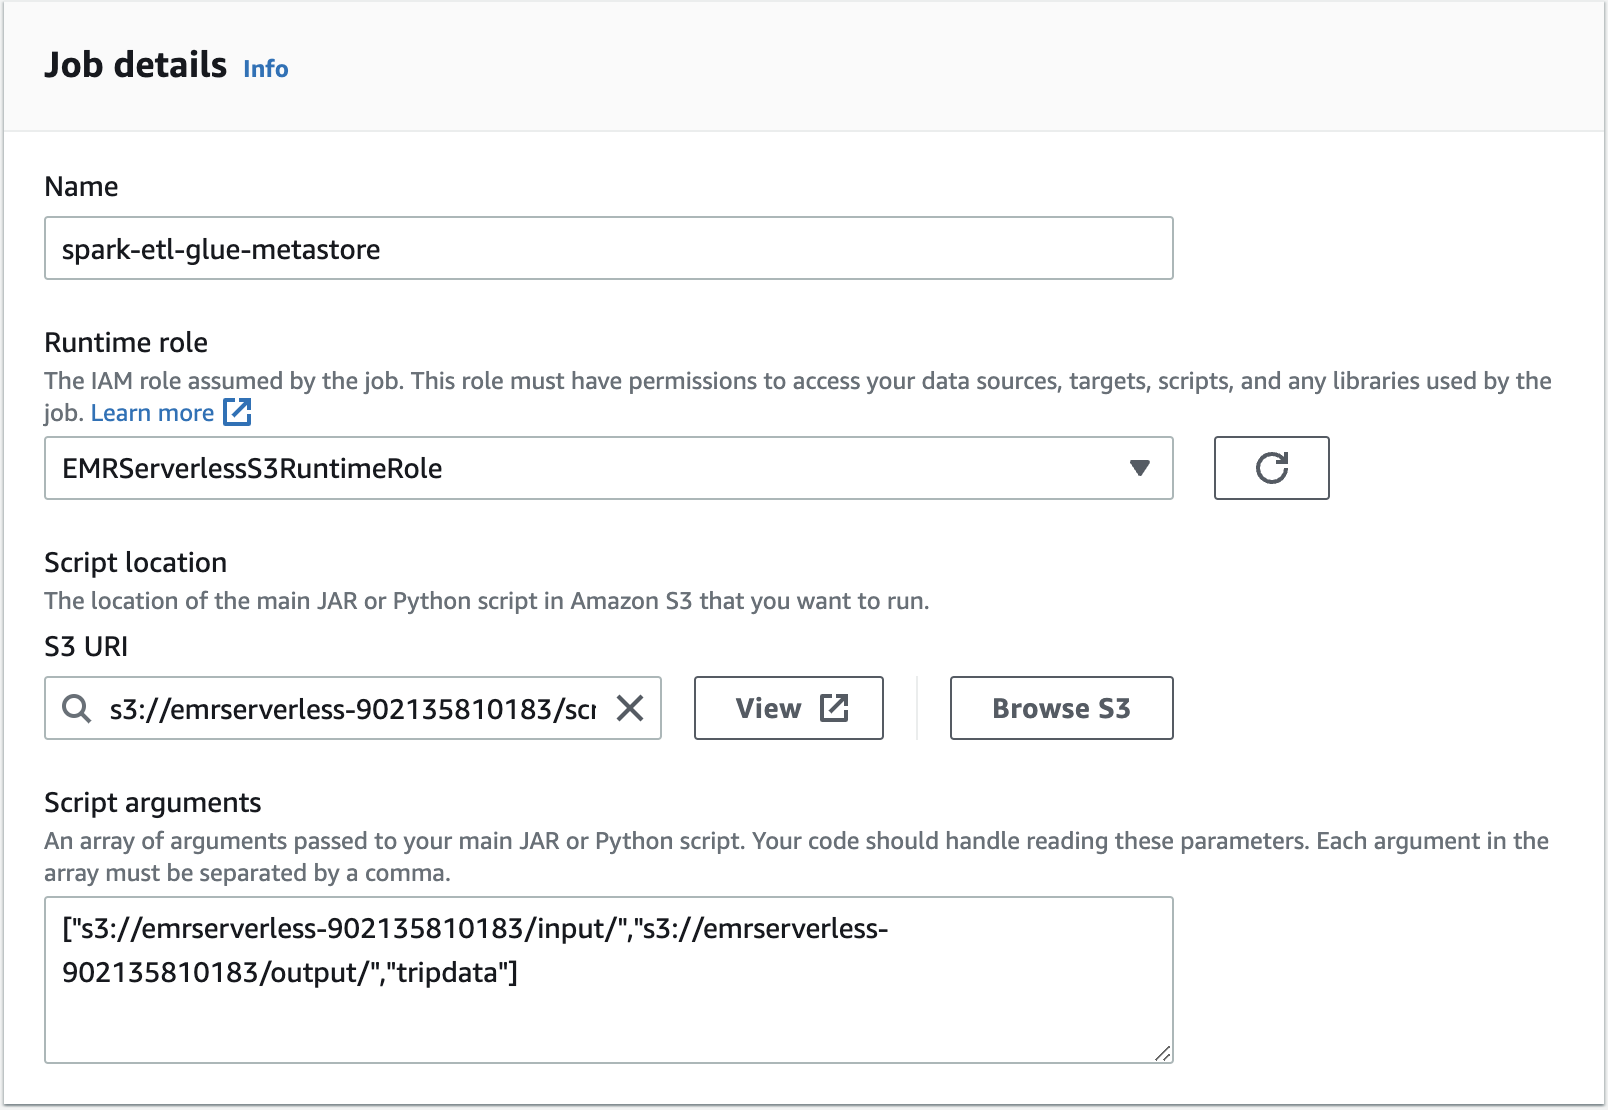 Job details Info
Name
spark-etl-glue-metastore
Runtime role
The IAM role assumed by the job. This role must have permissions to access your data sources, targets, scripts, and any libraries used by the
job. Learn more
EMRServerlessS3RuntimeRole
Script location
The location of the main JAR or Python script in Amazon S3 that you want to run.
S3 URI
s3://emrserverless-902135810183/scr
View
Browse S3
Script arguments
An array of arguments passed to your main JAR or Python script. Your code should handle reading these parameters. Each argument in the
array must be separated by a comma.
["s3://emrserverless-902135810183/input/","s3://emrserverless-
902135810183/output/","tripdata"]